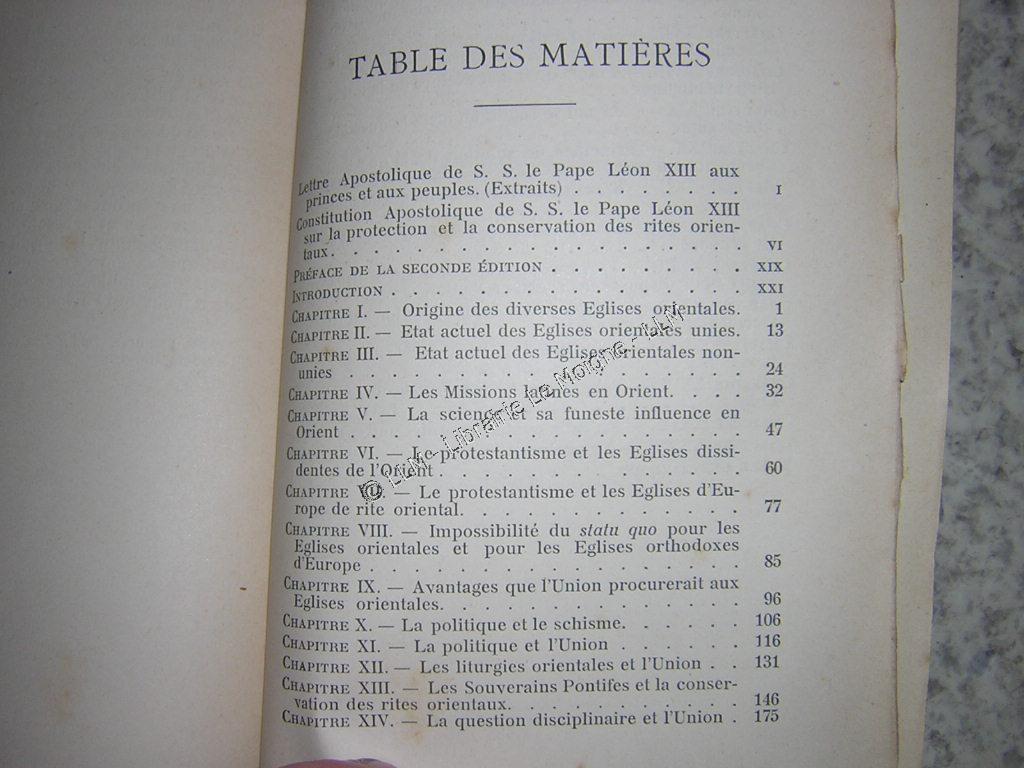 TABLE DES MATIÈRES
Lettre Apostolique de S. S. le Pape Léon XIII aux
princes et aux peuples. (Extraits) . . . . . . . . I
Constitution Apostolique de S. S. le Pape Léon XIII
sur la protection et la conservation des rites orien-
taux. . . . . . . . . . . . . . . . . . VI
PRÉFACE DE LA SECONDE ÉDITION . . . . . . . . . XIX
INTRODUCTION . . . . . . . . . . . . . . . XXI
CHAPITRE I. — Origine des diverses Eglises orientales. 1
CHAPITRE II. — Etat actuel des Eglises orientales unies. 13
CHAPITRE III. — Etat actuel des Eglises orientales non-
unies . . . . . . . . . . . . . . . . . 24
CHAPITRE IV. — Les Missions latines en Orient. . . . 32
CHAPITRE V. — La science et sa funeste influence en
Orient . . . . . . . . . . . . . . . . . 47
CHAPITRE VI. — Le protestantisme et les Eglises dissi-
dentes de l'Orient . . . . . . . . . . . . . 60
CHAPITRE VII. — Le protestantisme et les Eglises d'Eu-
rope de rite oriental. . . . . . . . . . . . 77
CHAPITRE VIII. — Impossibilité du statu quo pour les
Eglises orientales et pour les Eglises orthodoxes
d'Europe . . . . . . . . . . . . . . . . 85
CHAPITRE IX. — Avantages que l'Union procurerait aux
Eglises orientales. . . . . . . . . . . . . 96
CHAPITRE X. — La politique et le schisme. . . . . . 106
CHAPITRE XI. — La politique et l'Union . . . . . . 116
CHAPITRE XII. — Les liturgies orientales et l'Union . . 131
CHAPITRE XIII. — Les Souverains Pontifes et la conser-
vation des rites orientaux. . . . . . . . . . 146
CHAPITRE XIV. — La question disciplinaire et l'Union . 175
@ LLM - Librairie Le Moigne - LLM